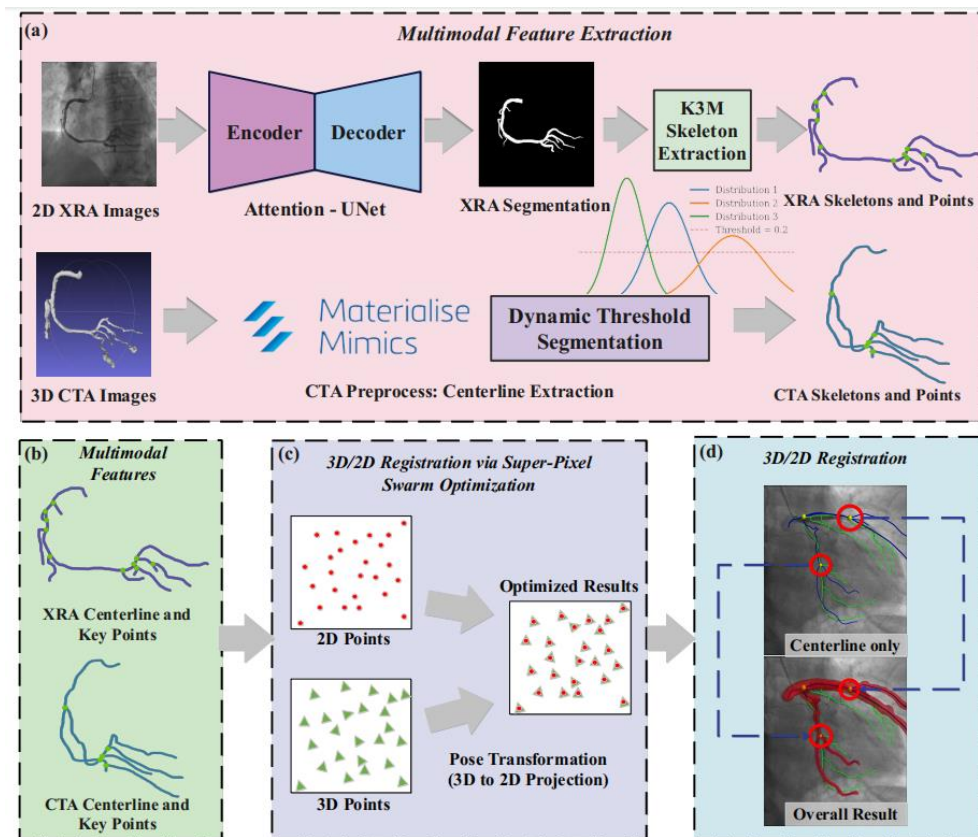 (a)
Multimodal Feature Extraction
Encoder
Decoder
K3M
Skeleton
Extraction
2D XRA Images
Attention - UNet
XRA Segmentation
Distribution 1
Distribution 2
Distribution 3
Threshold = 0.2
XRA Skeletons and Points
Materialise
Mimics
Dynamic Threshold
Segmentation
3D CTA Images
CTA Preprocess: Centerline Extraction
CTA Skeletons and Points
(b)
Multimodal
Features
XRA Centerline and
Key Points
CTA Centerline and
Key Points
(c)
3D/2D Registration via Super-Pixel
Swarm Optimization
2D Points
3D Points
Optimized Results
Pose Transformation
(3D to 2D Projection)
(d)
3D/2D Registration
Centerline only
Overall Result